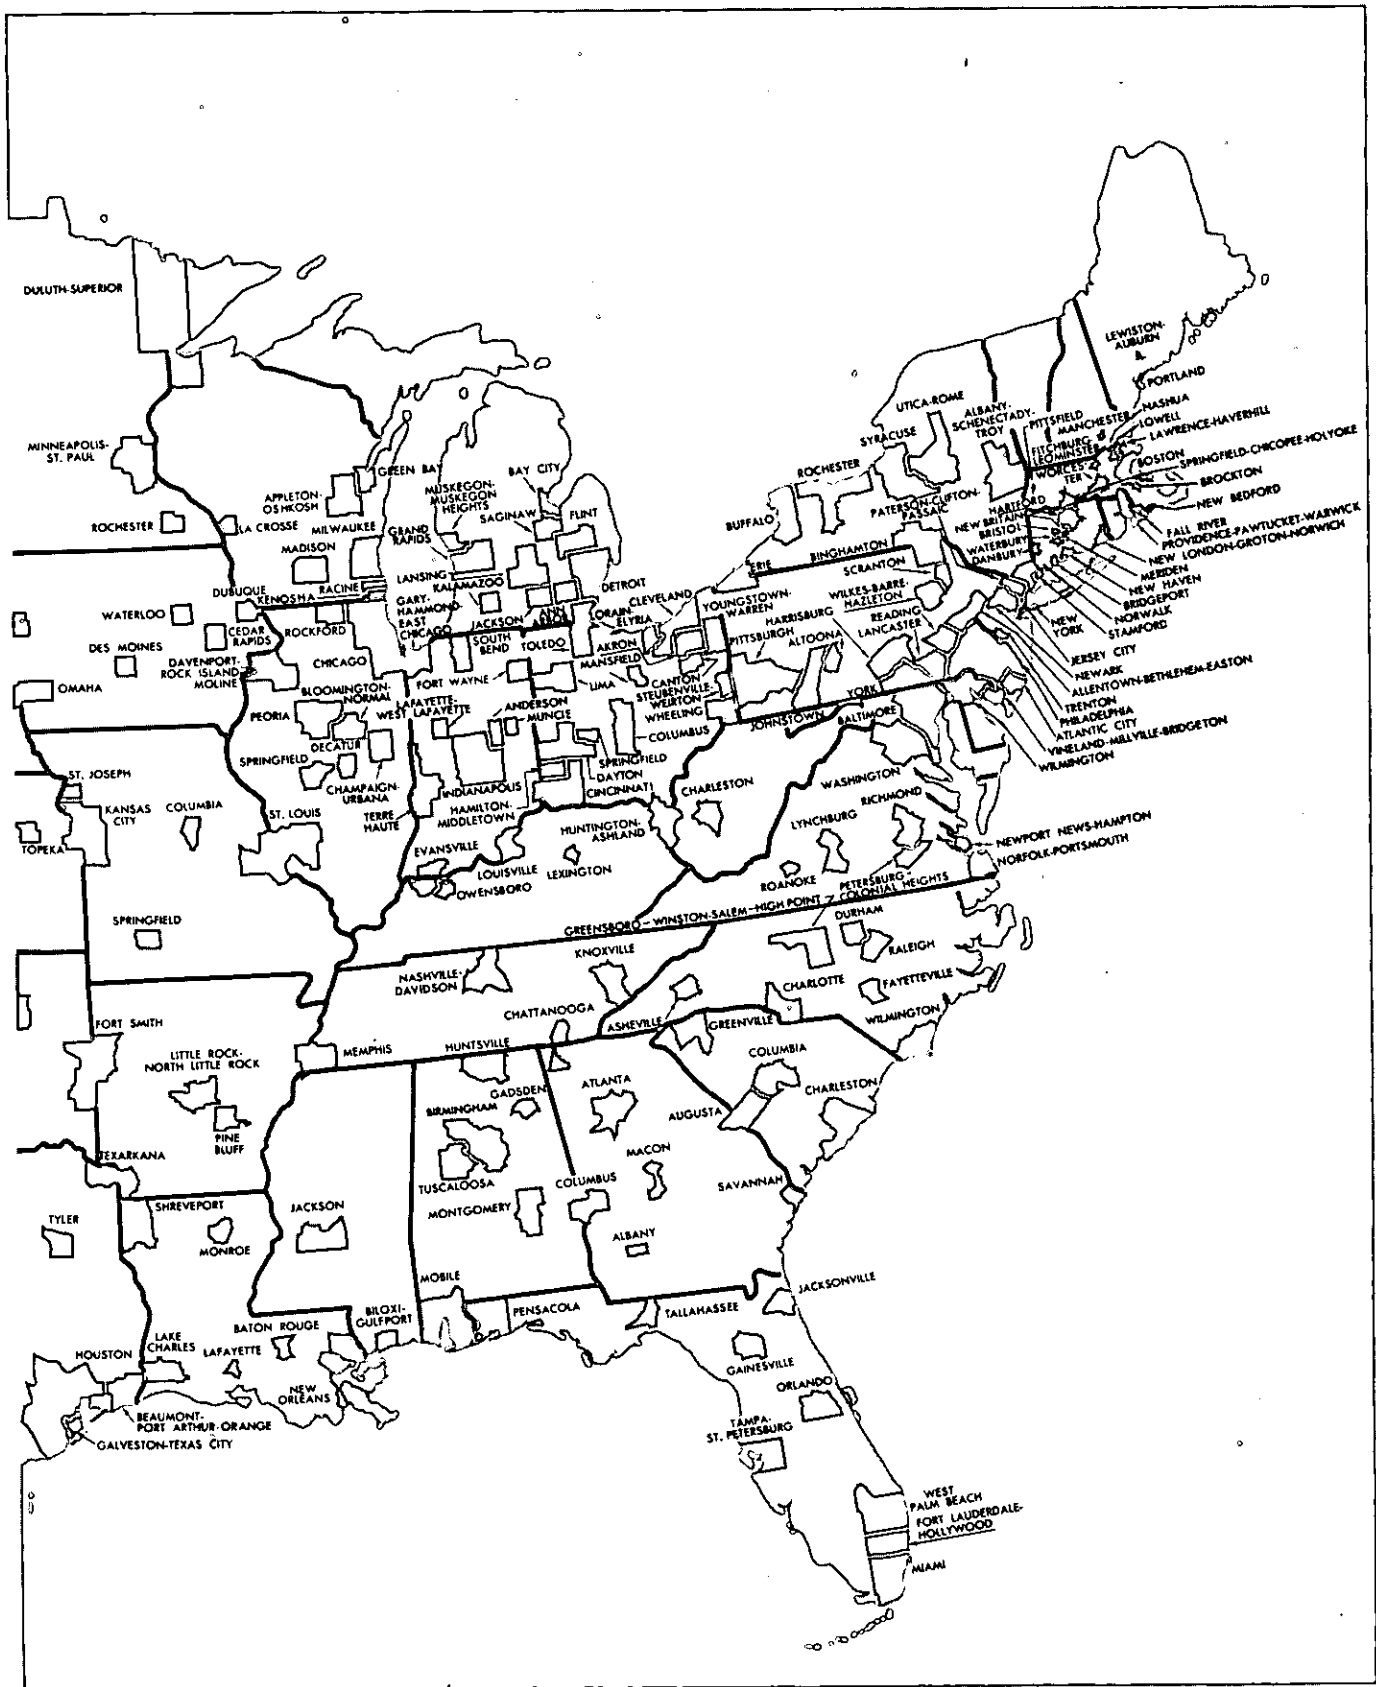 DULUTH-SUPERIOR
MINNEAPOLIS-
ST. PAUL
ROCHESTER
LA CROSSE
APPLETON-
OSHKOSH
GREEN BAY
MILWAUKEE
MADISON
RACINE
KENOSHA
DUBUQUE
WATERLOO
CEDAR
RAPIDS
DES MOINES
DAVENPORT-
ROCK ISLAND
MOLINE
OMAHA
ROCKFORD
CHICAGO
MUSKEGON-
MUSKEGON
HEIGHTS
GRAND
RAPIDS
BAY CITY
SAGINAW
FLINT
LANSING
KALAMAZOO
GARY-
HAMMOND-
EAST
CHICAGO
JACKSON
ANN
ARBOR
DETROIT
SOUTH
BEND
TOLEDO
LORAIN-
ELYRIA
CLEVELAND
AKRON
MANSFIELD
FORT WAYNE
LIMA
CANTON
STEUBENVILLE-
WEIRTON
WHEELING
YOUNGSTOWN-
WARREN
PITTSBURGH
BLOOMINGTON-
NORMAL
LAFAYETTE
WEST LAFAYETTE
PEORIA
ANDERSON
MUNCIE
COLUMBUS
DECATUR
SPRINGFIELD
CHAMPAIGN-
URBANA
SPRINGFIELD
DAYTON
CINCINNATI
INDIANAPOLIS
HAMILTON-
MIDDLETOWN
TERRE
HAUTE
ST. JOSEPH
KANSAS
CITY
COLUMBIA
ST. LOUIS
TOPEKA
SPRINGFIELD
EVANSVILLE
LOUISVILLE
OWENSBORO
LEXINGTON
HUNTINGTON-
ASHLAND
CHARLESTON
LEWISTON-
AUBURN
PORTLAND
UTICA-ROME
SYRACUSE
ROCHESTER
BUFFALO
ALBANY-
SCHENECTADY-
TROY
PITTSFIELD
MANCHESTER
NASHUA
LOWELL
LAWRENCE-HAVERHILL
FITCHBURG
LEOMINSTER
WORCES-
TER
BOSTON
SPRINGFIELD-CHICOPEE-HOLYOKE
BROCKTON
NEW BEDFORD
FALL RIVER
PROVIDENCE-PAWTUCKET-WARWICK
NEW LONDON-GROTON-NORWICH
MERIDEN
NEW HAVEN
BRIDGEPORT
NORWALK
STAMFORD
HARTFORD
NEW BRITAIN
BRISTOL
WATERBURY
DANBURY
PATERSON-CLIFTON-
PASSAIC
ERIE
BINGHAMTON
SCRANTON
WILKES-BARRE-
HAZLETON
HARRISBURG
READING
LANCASTER
ALTOONA
YORK
JOHNSTOWN
BALTIMORE
NEW
YORK
JERSEY CITY
NEWARK
ALLENTOWN-BETHLEHEM-EASTON
TRENTON
PHILADELPHIA
ATLANTIC CITY
VINELAND-MILLVILLE-BRIDGETON
WILMINGTON
WASHINGTON
RICHMOND
LYNCHBURG
ROANOKE
PETERSBURG-
COLONIAL HEIGHTS
NEWPORT NEWS-HAMPTON
NORFOLK-PORTSMOUTH
GREENSBORO-WINSTON-SALEM-HIGH POINT
DURHAM
RALEIGH
CHARLOTTE
FAYETTEVILLE
WILMINGTON
NASHVILLE-
DAVIDSON
KNOXVILLE
CHATTANOOGA
ASHEVILLE
GREENVILLE
FORT SMITH
LITTLE ROCK-
NORTH LITTLE ROCK
PINE
BLUFF
MEMPHIS
HUNTSVILLE
GADSDEN
BIRMINGHAM
TUSCALOOSA
MONTGOMERY
ATLANTA
MACON
COLUMBUS
ALBANY
COLUMBIA
AUGUSTA
CHARLESTON
SAVANNAH
TEXARKANA
TYLER
SHREVEPORT
MONROE
JACKSON
MOBILE
BILOXI-
GULFPORT
PENSACOLA
TALLAHASSEE
JACKSONVILLE
GAINESVILLE
ORLANDO
TAMPA-
ST. PETERSBURG
WEST
PALM BEACH
FORT LAUDERDALE-
HOLLYWOOD
MIAMI
HOUSTON
LAKE
CHARLES
LAFAYETTE
BATON ROUGE
NEW
ORLEANS
BEAUMONT-
PORT ARTHUR-ORANGE
GALVESTON-TEXAS CITY